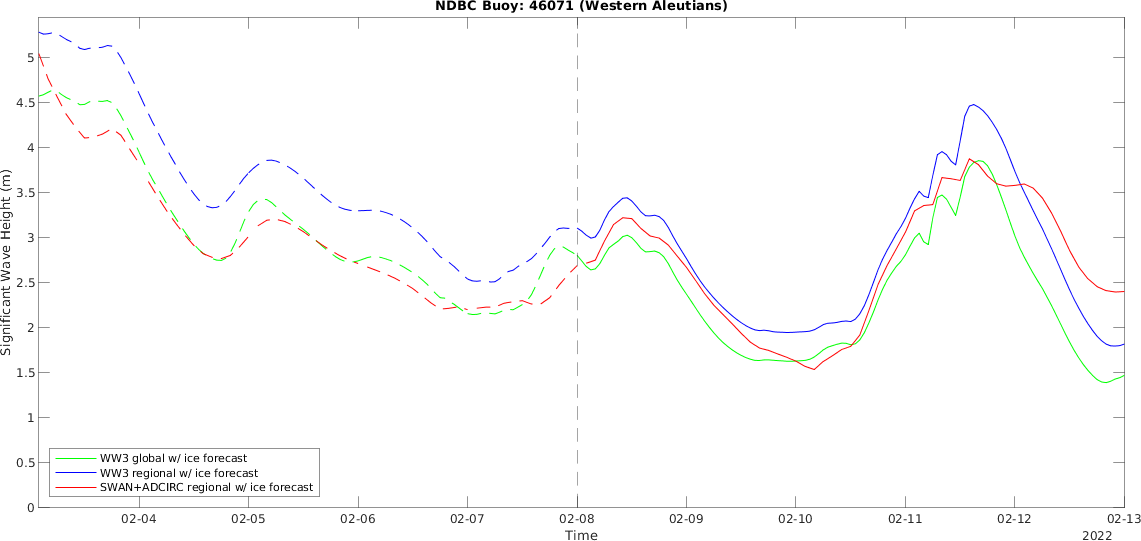 NDBC Buoy: 46071 (Western Aleutians)
Significant Wave Height (m)
5
4.5
4
3.5
3
2.5
2
1.5
1
0.5
0
WW3 global w/ ice forecast
WW3 regional w/ ice forecast
SWAN+ADCIRC regional w/ ice forecast
02-04 02-05 02-06 02-07 02-08 02-09 02-10 02-11 02-12 02-13
Time
2022